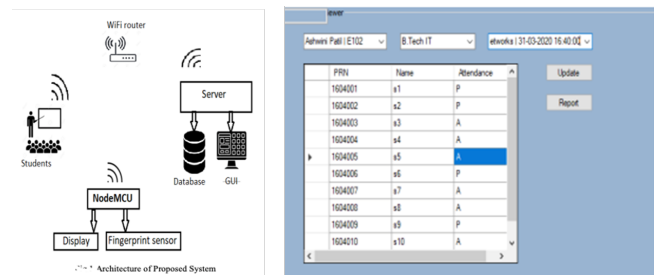 WiFi router
Server
Students
Database
GUI
NodeMCU
Display
Fingerprint sensor
Architecture of Proposed System
ewer
Ashwini Patil | E102
B.Tech IT
etworks | 31-03-2020 16:40:00
PRN Name Attendance
Update
1604001 s1 P
1604002 s2 P
Report
1604003 s3 A
1604004 s4 A
1604005 s5 A
1604006 s6 P
1604007 s7 A
1604008 s8 A
1604009 s9 P
1604010 s10 A